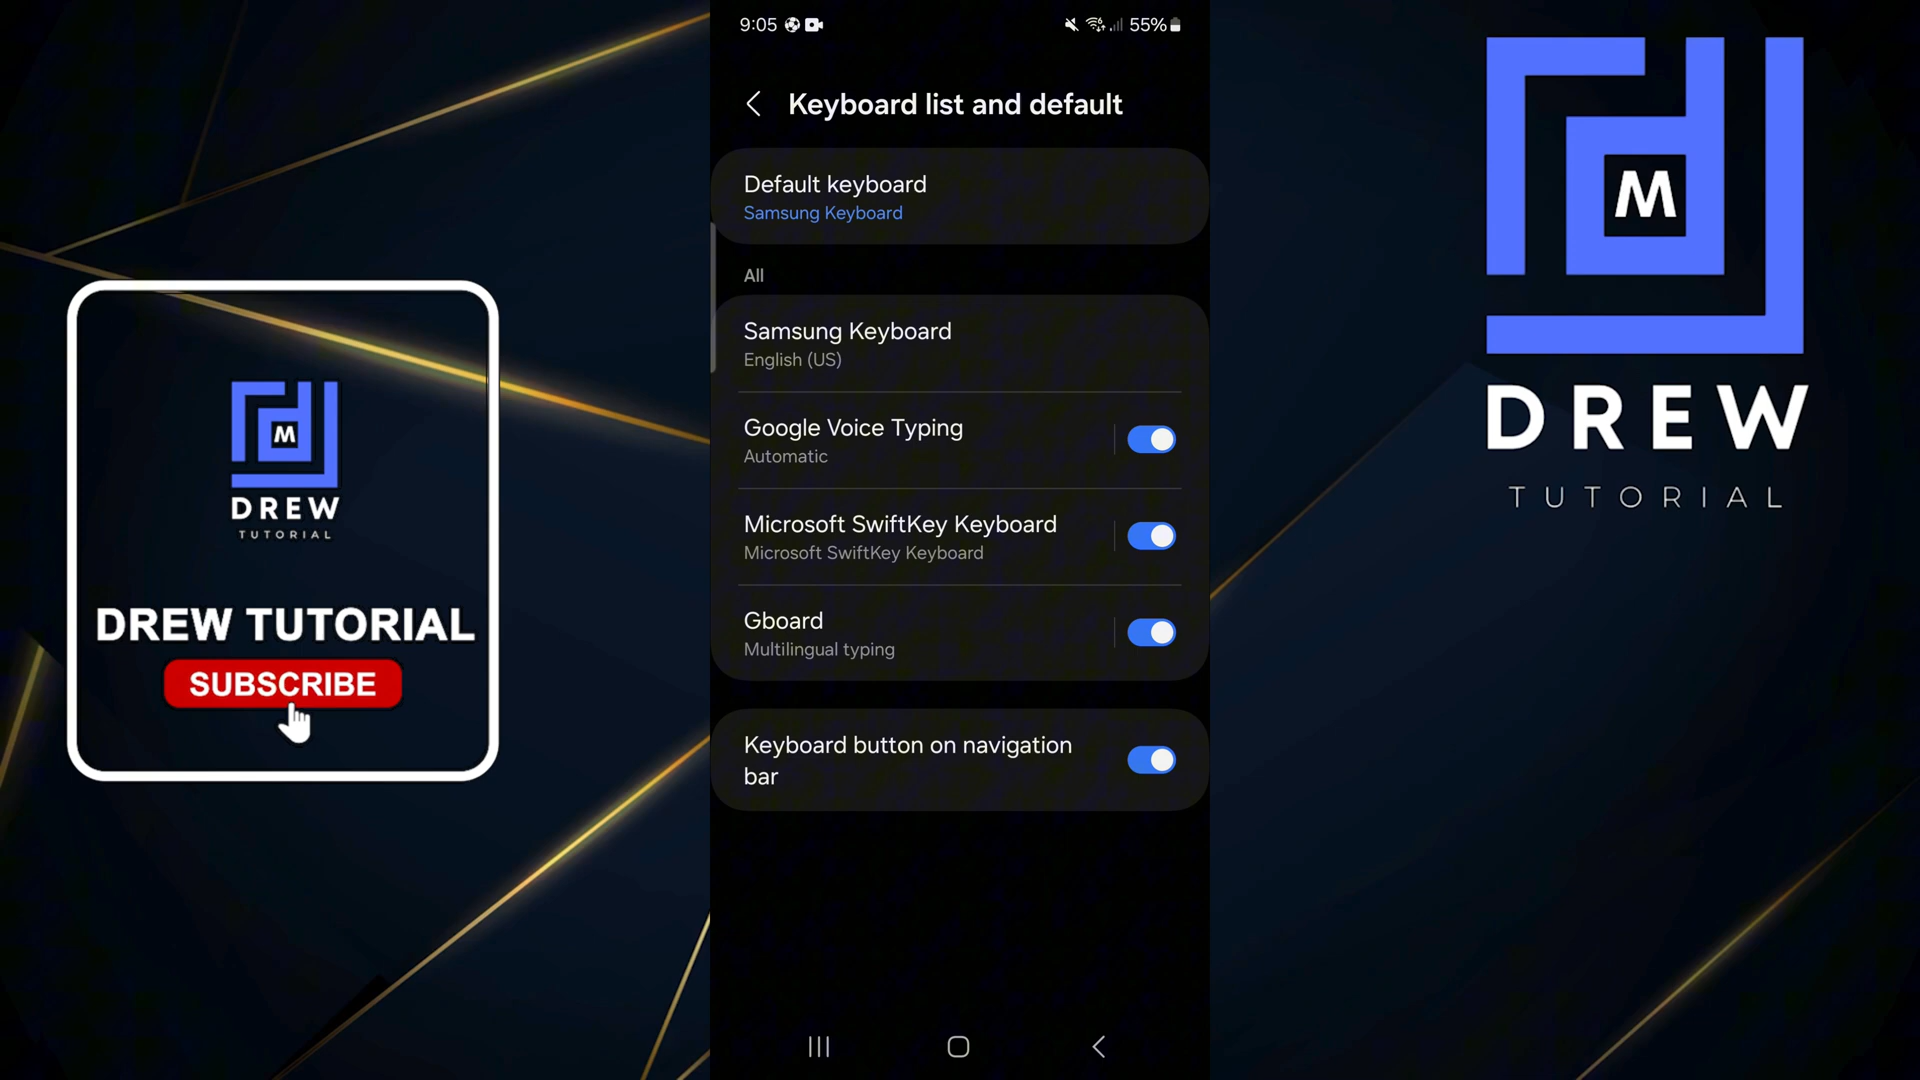 9:05
55%
Keyboard list and default
Default keyboard
Samsung Keyboard
All
Samsung Keyboard
English (US)
Google Voice Typing
Automatic
Microsoft SwiftKey Keyboard
Microsoft SwiftKey Keyboard
Gboard
Multilingual typing
Keyboard button on navigation
bar
M
DREW
TUTORIAL
DREW TUTORIAL
SUBSCRIBE
M
DREW
TUTORIAL